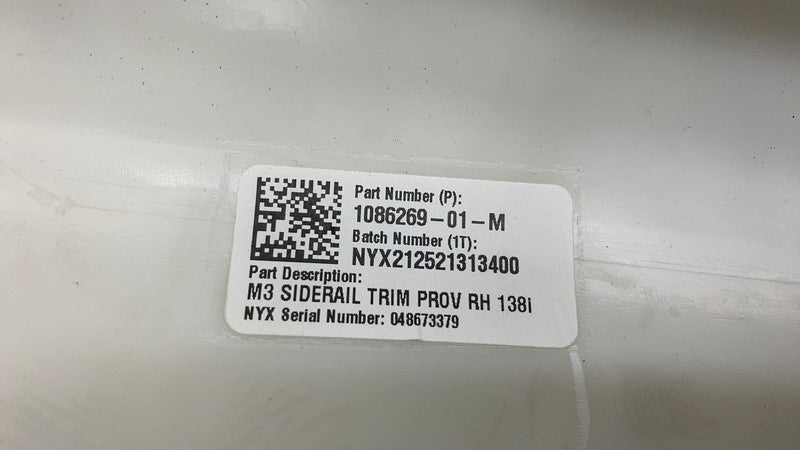 Part Number (P):
1086269-01-M
Batch Number (1T):
NYX212521313400
Part Description:
M3 SIDERAIL TRIM PROV RH 138i
NYX Serial Number: 048673379